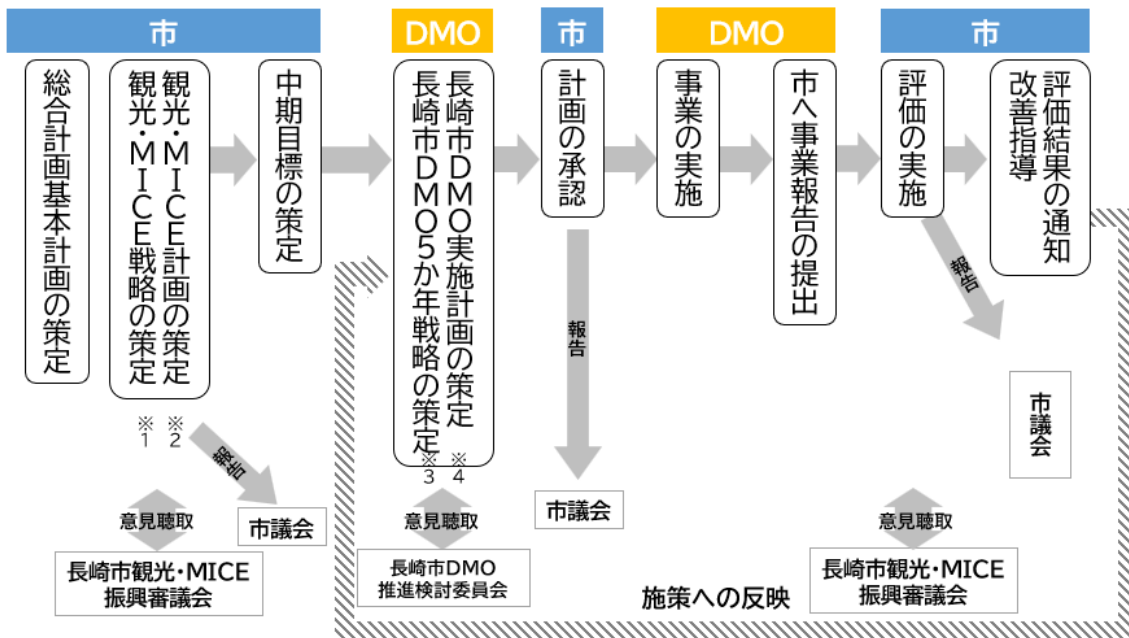 市
DMO
市
DMO
市
総合計画基本計画の策定
観光・MICE計画の策定
観光・MICE戦略の策定
中期目標の策定
長崎市DMO実施計画の策定
長崎市DMO5か年戦略の策定
計画の承認
事業の実施
市へ事業報告の提出
評価の実施
評価結果の通知
改善指導
※2
※1
※4
※3
報告
報告
報告
市議会
市議会
市議会
意見聴取
意見聴取
意見聴取
長崎市観光・MICE
振興審議会
長崎市DMO
推進検討委員会
施策への反映
長崎市観光・MICE
振興審議会